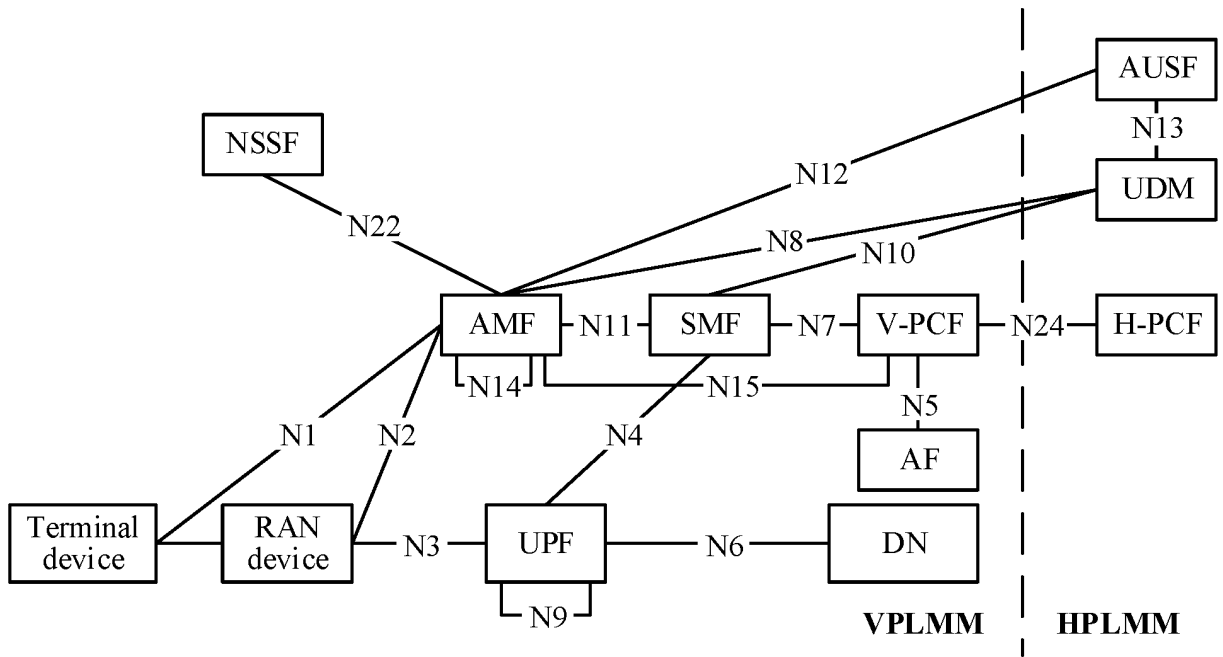 AUSF
N13
NSSF
N12
UDM
N22
N8
N10
AMF
N11
SMF
N7
V-PCF
N24
H-PCF
N14
N15
N5
N1
N2
N4
AF
Terminal
device
RAN
device
N3
UPF
N6
DN
N9
VPLMM
HPLMM